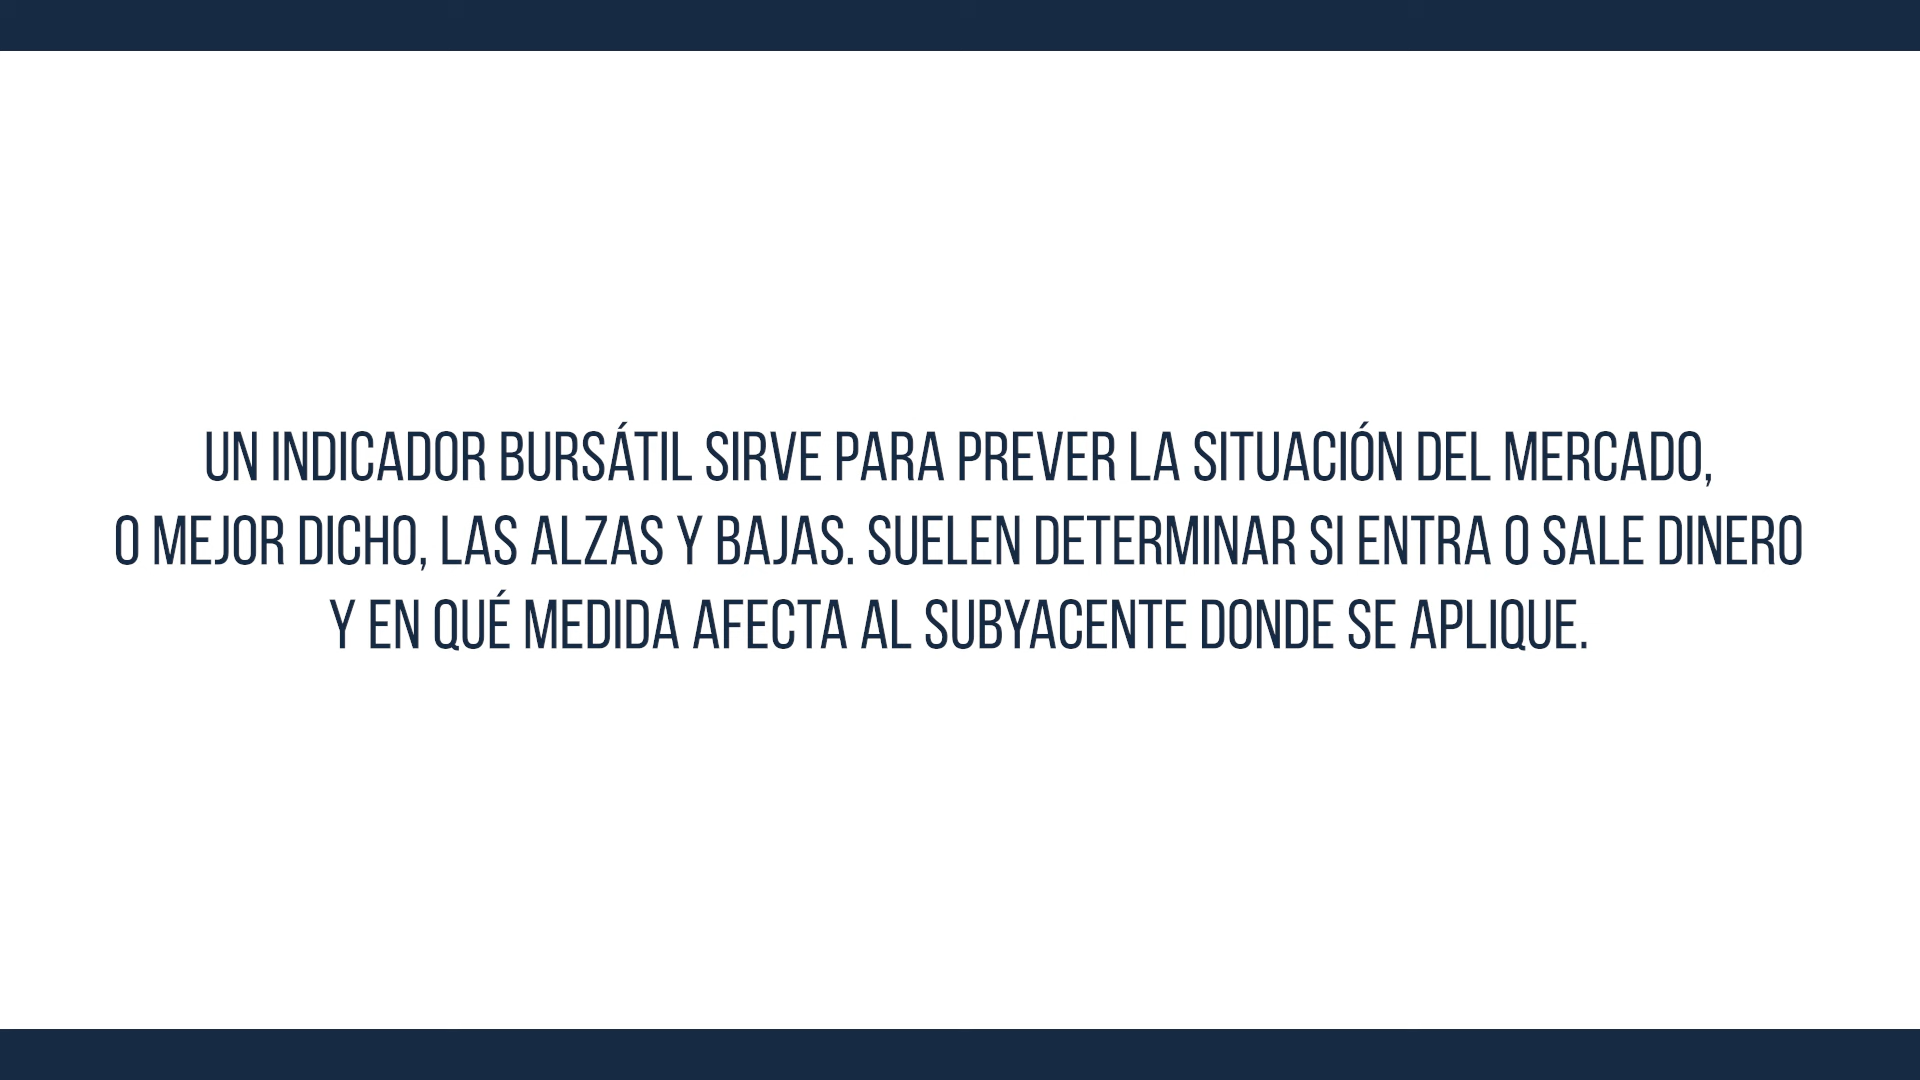 UN INDICADOR BURSÁTIL SIRVE PARA PREVER LA SITUACIÓN DEL MERCADO,
O MEJOR DICHO, LAS ALZAS Y BAJAS. SUELEN DETERMINAR SI ENTRA O SALE DINERO
Y EN QUÉ MEDIDA AFECTA AL SUBYACENTE DONDE SE APLIQUE.